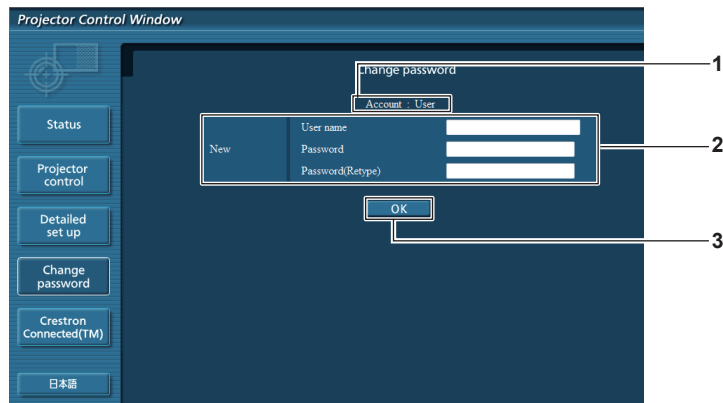 Projector Control Window
Change password
1
Account : User
Status
New
User name
Password
Password(Retype)
2
Projector
control
OK
Detailed
set up
3
Change
password
Crestron
Connected(TM)
日本語